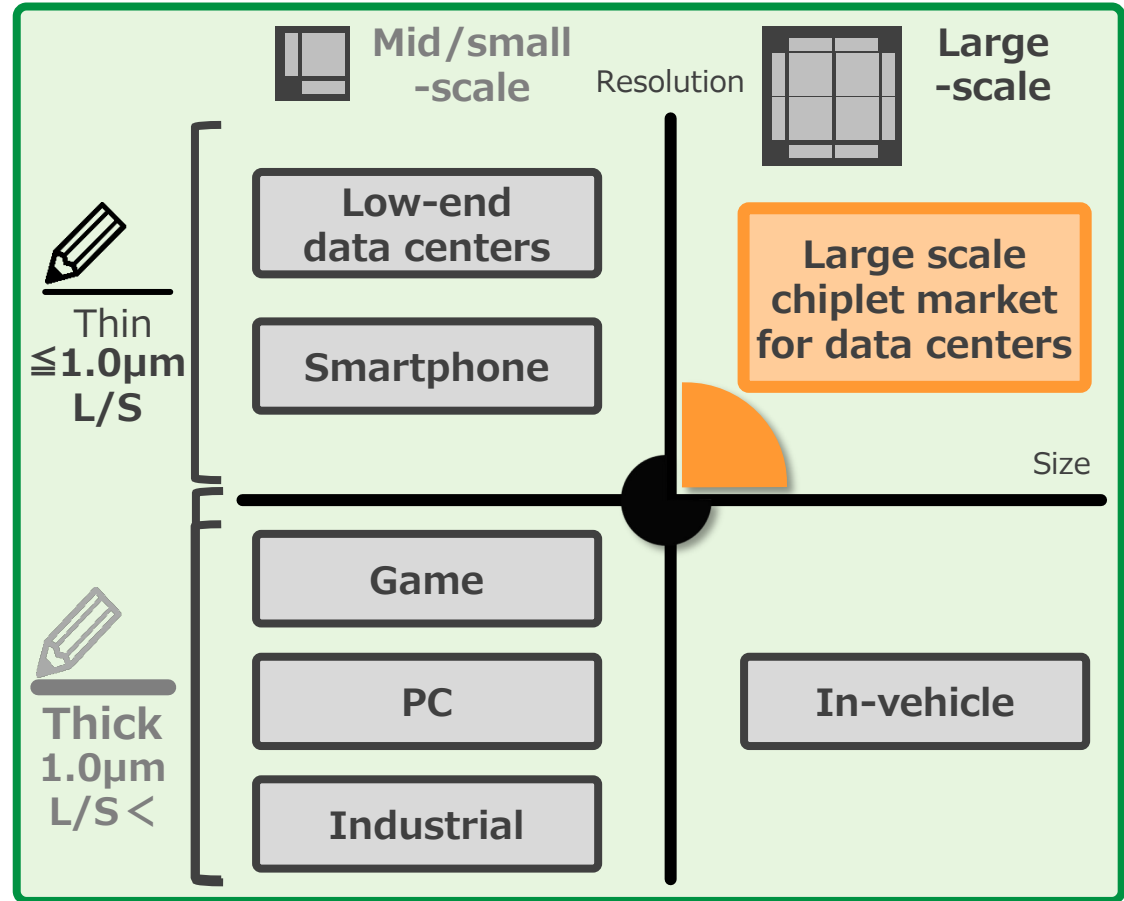 Mid/small
-scale
Resolution
Large
-scale
Thin
≦1.0μm
L/S
Low-end
data centers
Smartphone
Large scale
chiplet market
for data centers
Size
Thick
1.0μm
L/S＜
Game
PC
Industrial
In-vehicle